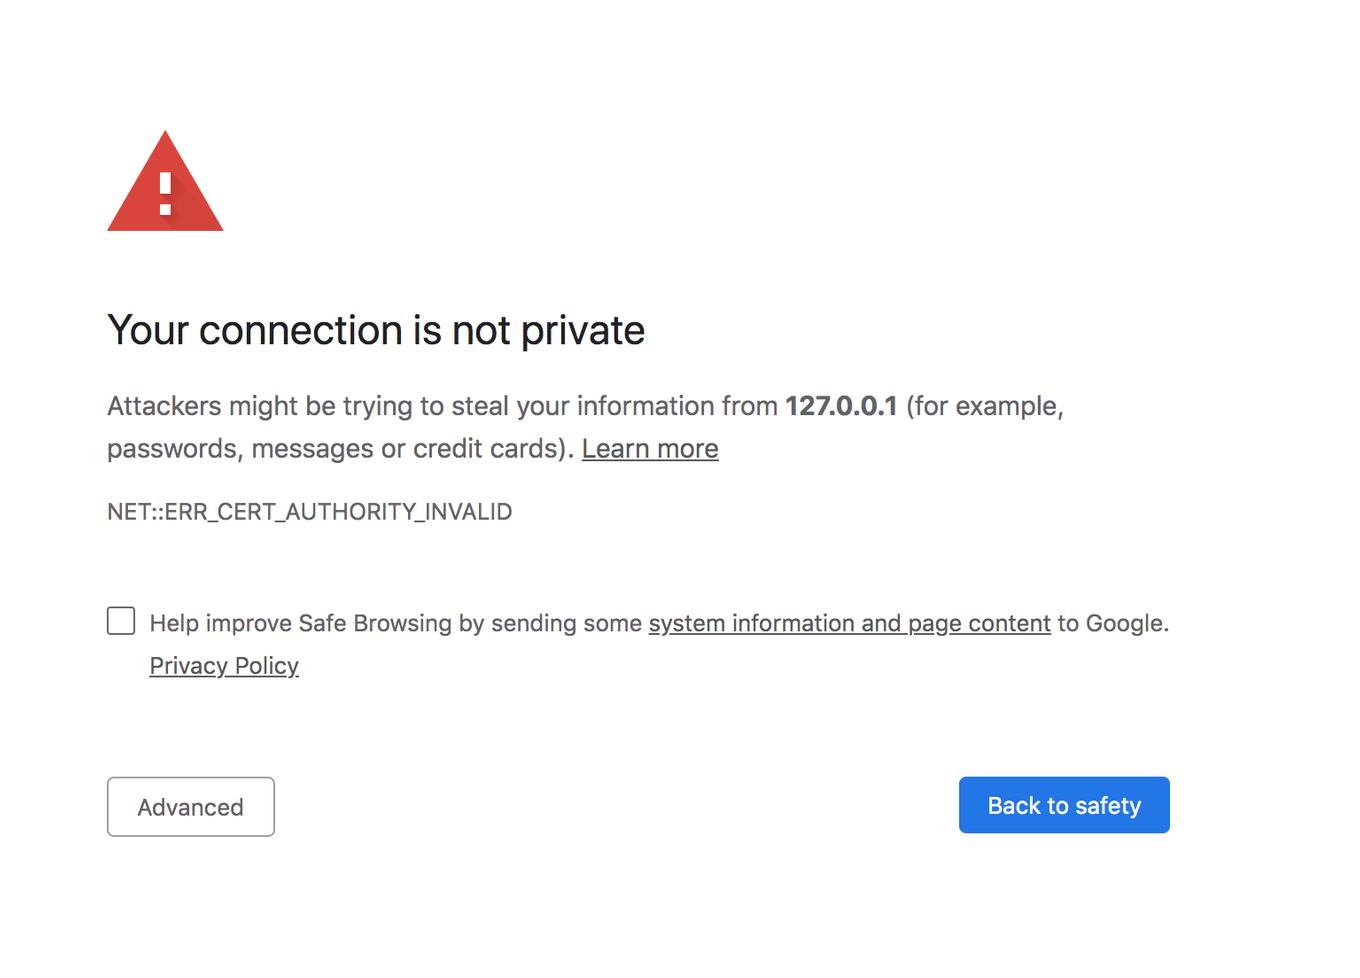 Your connection is not private
Attackers might be trying to steal your information from 127.0.0.1 (for example,
passwords, messages or credit cards). Learn more
NET::ERR_CERT_AUTHORITY_INVALID
Help improve Safe Browsing by sending some system information and page content to Google.
Privacy Policy
Advanced
Back to safety